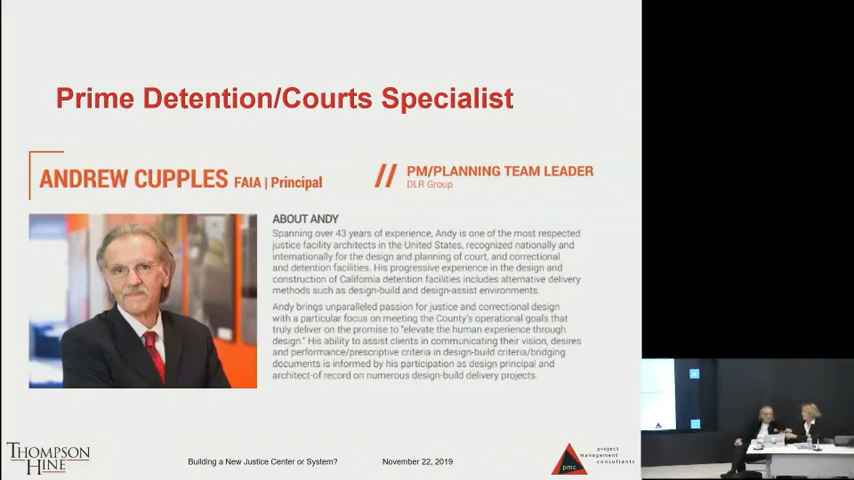 Prime Detention/Courts Specialist
ANDREW CUPPLES FAIA | Principal
// PM/PLANNING TEAM LEADER
DLR Group
ABOUT ANDY
Spanning over 43 years of experience, Andy is one of the most respected
justice facility architects in the United States, recognized nationally and
internationally for the design and planning of court, and correctional
and detention facilities. His progressive experience in the design and
construction of California detention facilities includes alternative delivery
methods such as design-build and design-assist environments.
Andy brings unparalleled passion for justice and correctional design
with a particular focus on meeting the County's operational goals that
truly deliver on the promise to "elevate the human experience through
design." His ability to assist clients in communicating their vision, desires
and performance/prescriptive criteria in design-build criteria/bridging
documents is informed by his participation as design principal and
architect-of record on numerous design-build delivery projects.
THOMPSON
HINE
Building a New Justice Center or System?
November 22, 2019
pmc
project
management
consultants